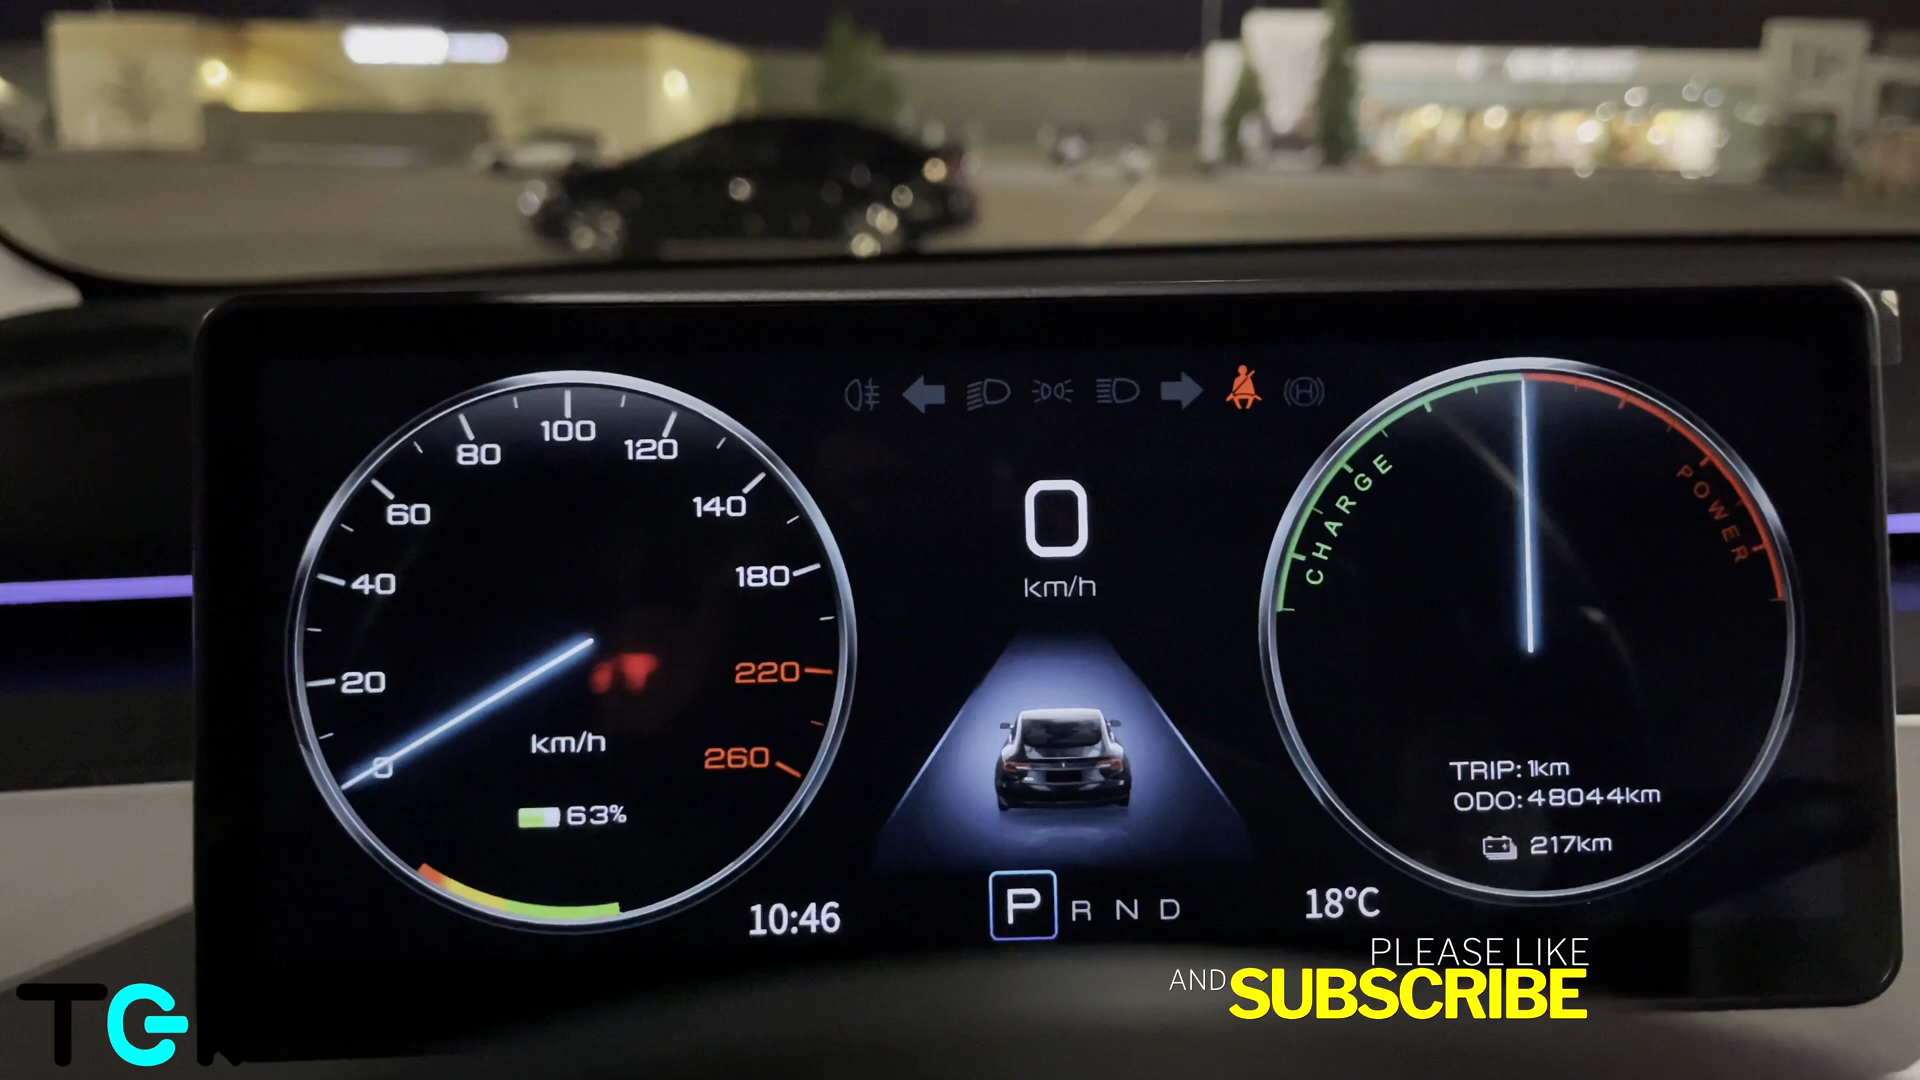 80
100
120
60
140
40
180
20
220
0
260
km/h
63%
10:46
0
km/h
P R N D
CHARGE
POWER
TRIP: 1km
ODO: 48044km
217km
18°C
PLEASE LIKE
AND SUBSCRIBE